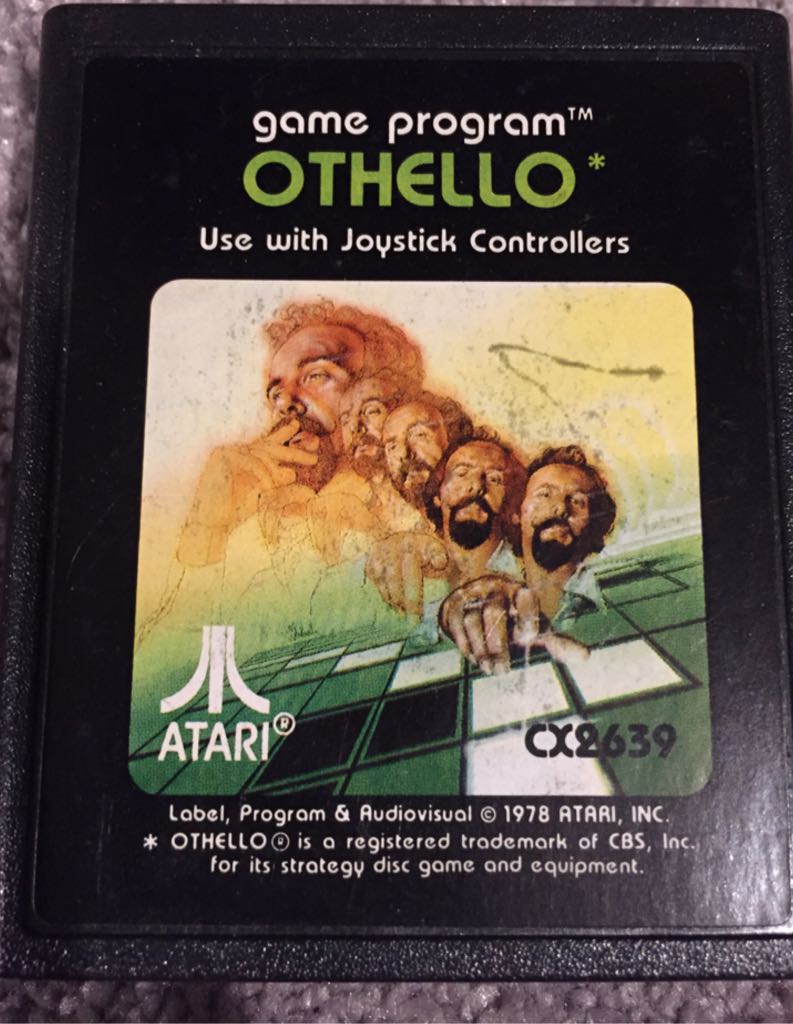 game program™
OTHELLO*
Use with Joystick Controllers
ATARI®
CX2639
Label, Program & Audiovisual © 1978 ATARI, INC.
* OTHELLO® is a registered trademark of CBS, Inc.
for its strategy disc game and equipment.